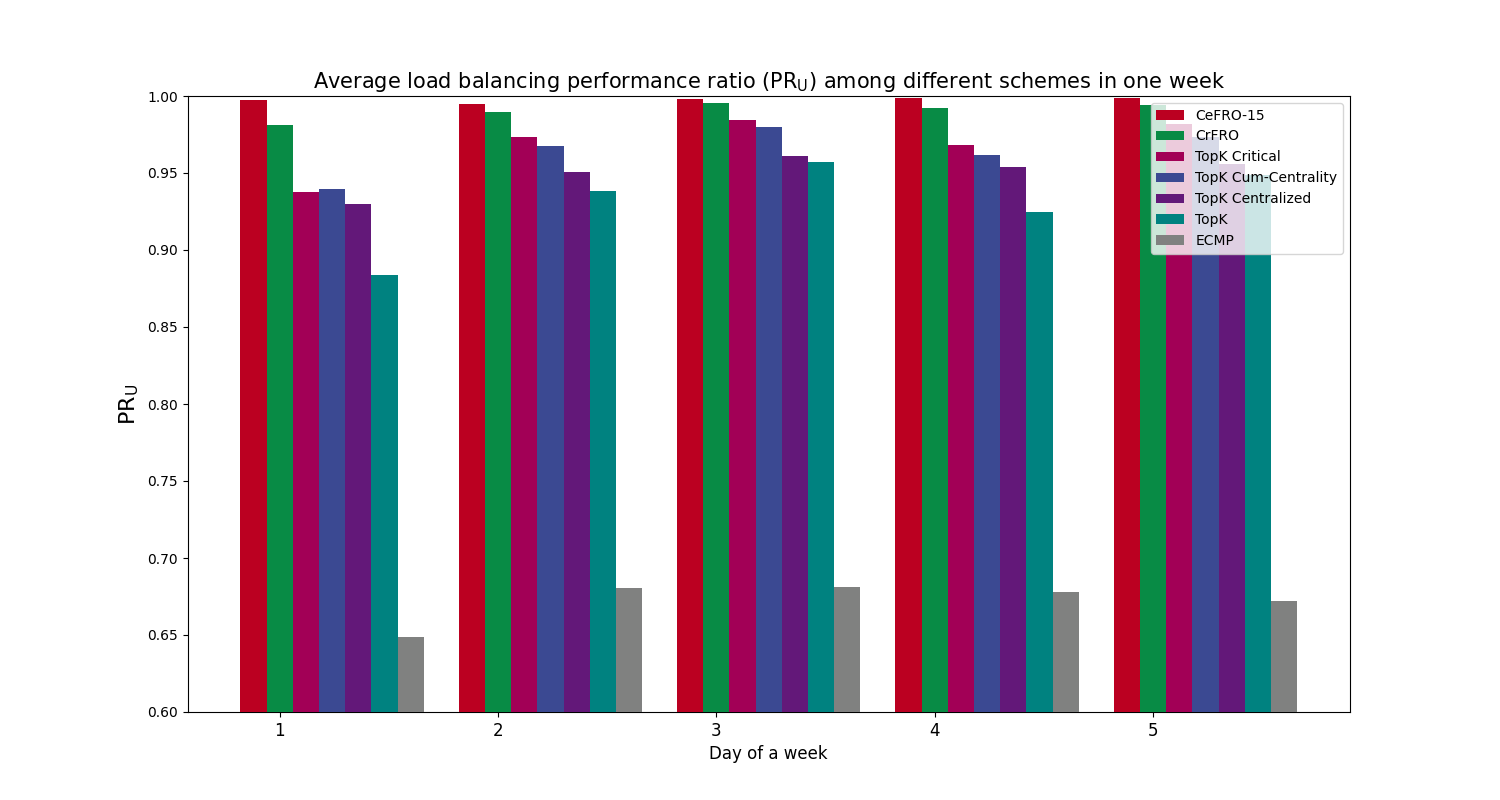 Average load balancing performance ratio (PRU) among different schemes in one week
1.00
0.95
0.90
0.85
0.80
0.75
0.70
0.65
0.60
PRU
CeFRO-15
CrFRO
TopK Critical
TopK Cum-Centrality
TopK Centralized
TopK
ECMP
1 2 3 4 5
Day of a week